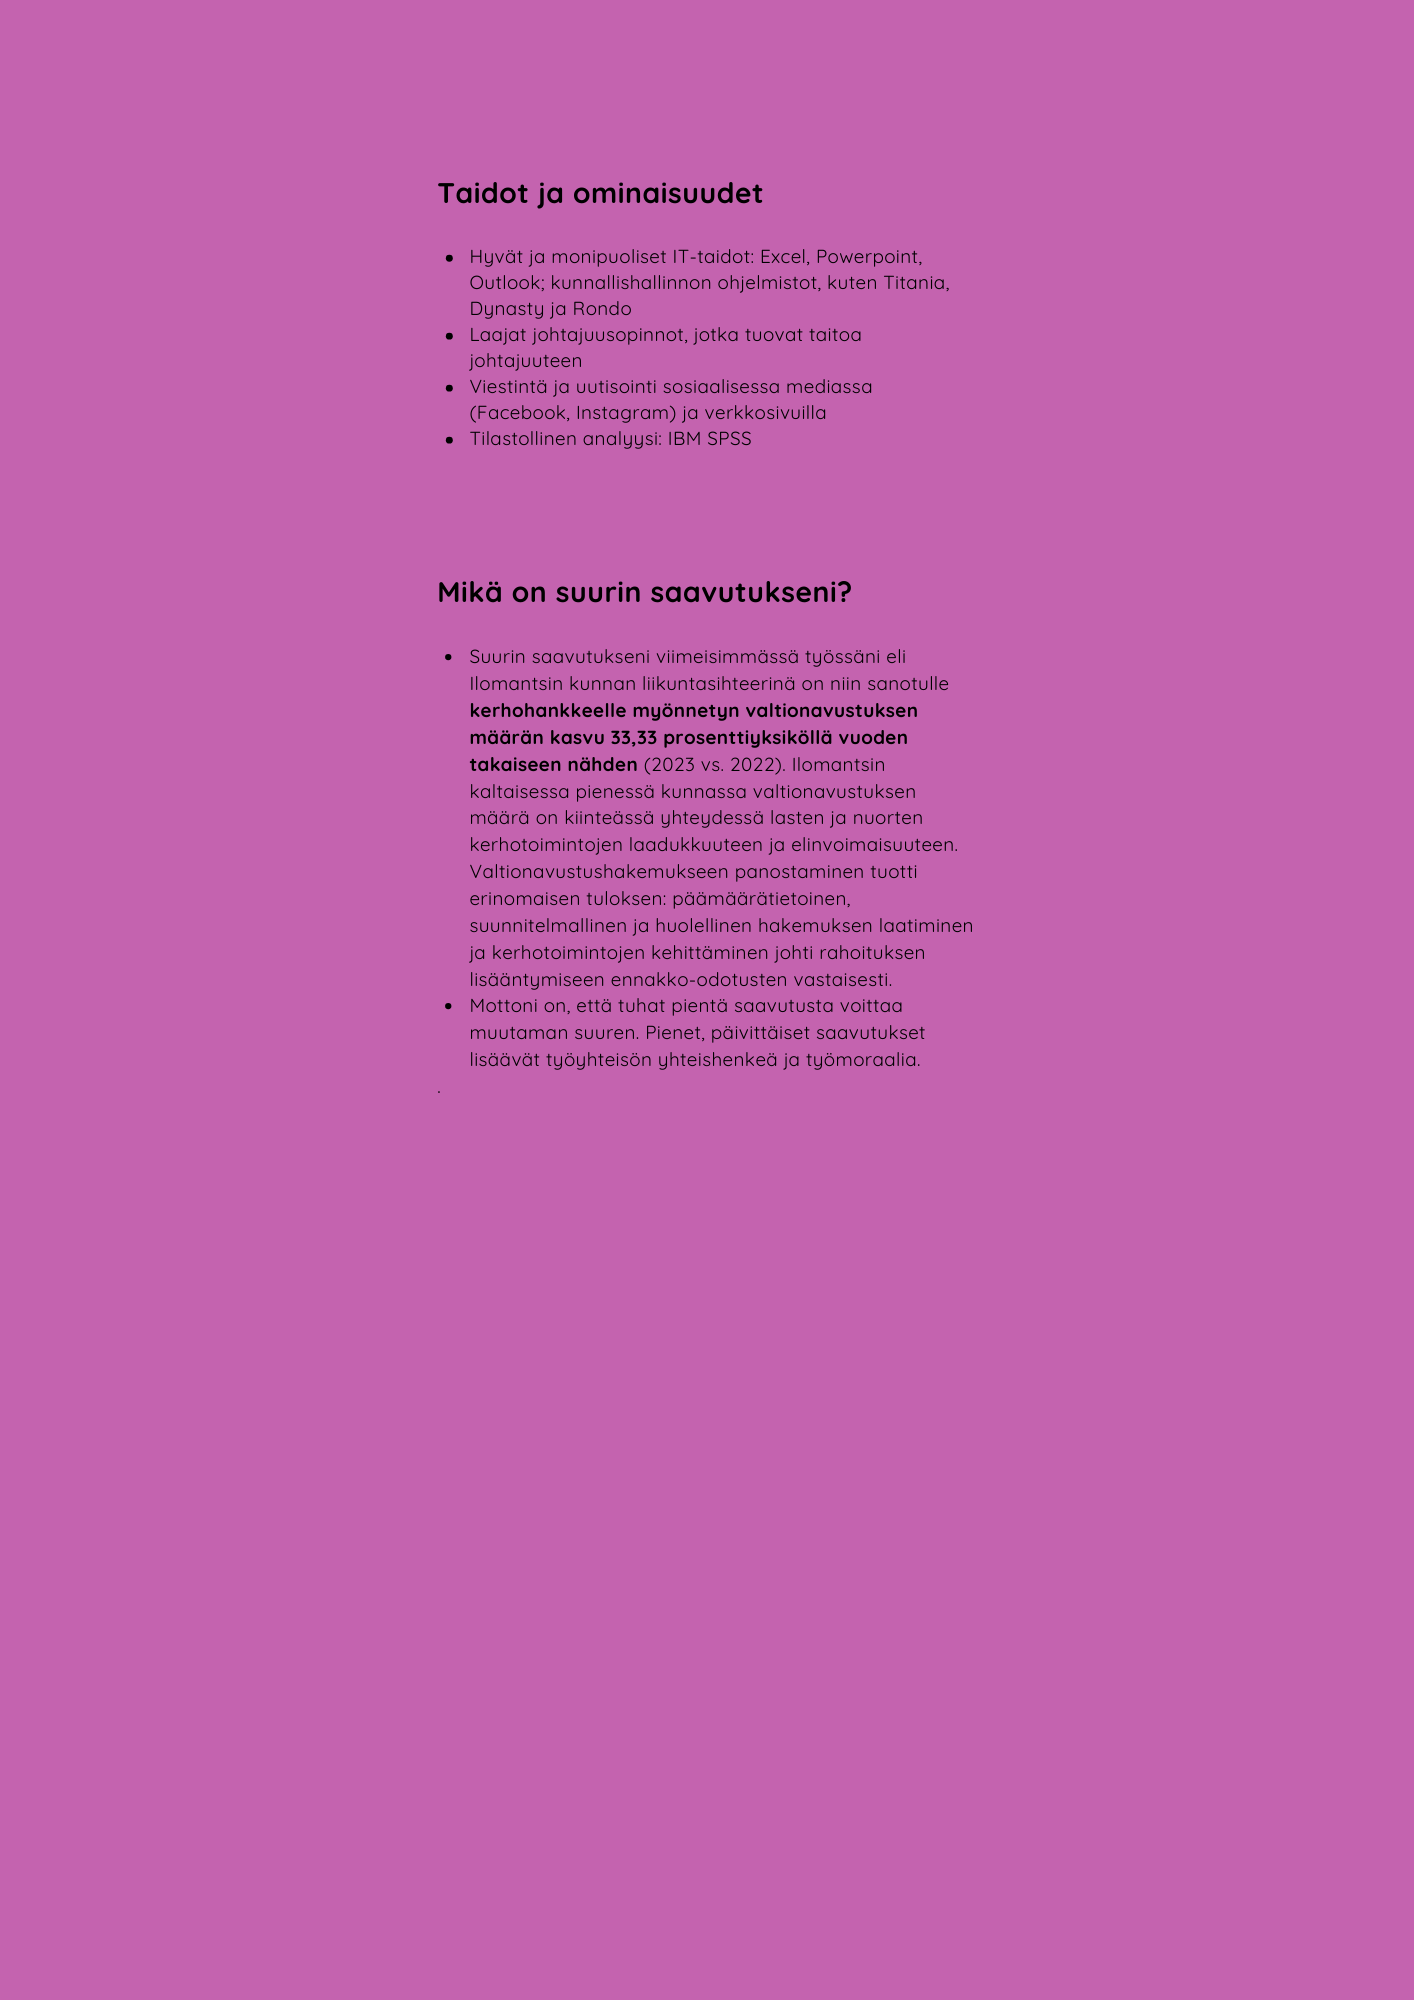 Taidot ja ominaisuudet
• Hyvät ja monipuoliset IT-taidot: Excel, Powerpoint,
Outlook; kunnallishallinnon ohjelmistot, kuten Titania,
Dynasty ja Rondo
• Laajat johtajuusopinnot, jotka tuovat taitoa
johtajuuteen
• Viestintä ja uutisointi sosiaalisessa mediassa
(Facebook, Instagram) ja verkkosivuilla
• Tilastollinen analyysi: IBM SPSS
Mikä on suurin saavutukseni?
• Suurin saavutukseni viimeisimmässä työssäni eli
Ilomantsin kunnan liikuntasihteerinä on niin sanotulle
kerhohankkeelle myönnetyn valtionavustuksen
määrän kasvu 33,33 prosenttiyksiköllä vuoden
takaiseen nähden (2023 vs. 2022). Ilomantsin
kaltaisessa pienessä kunnassa valtionavustuksen
määrä on kiinteässä yhteydessä lasten ja nuorten
kerhotoimintojen laadukkuuteen ja elinvoimaisuuteen.
Valtionavustushakemukseen panostaminen tuotti
erinomaisen tuloksen: päämäärätietoinen,
suunnitelmallinen ja huolellinen hakemuksen laatiminen
ja kerhotoimintojen kehittäminen johti rahoituksen
lisääntymiseen ennakko-odotusten vastaisesti.
• Mottoni on, että tuhat pientä saavutusta voittaa
muutaman suuren. Pienet, päivittäiset saavutukset
lisäävät työyhteisön yhteishenkeä ja työmoraalia.
.